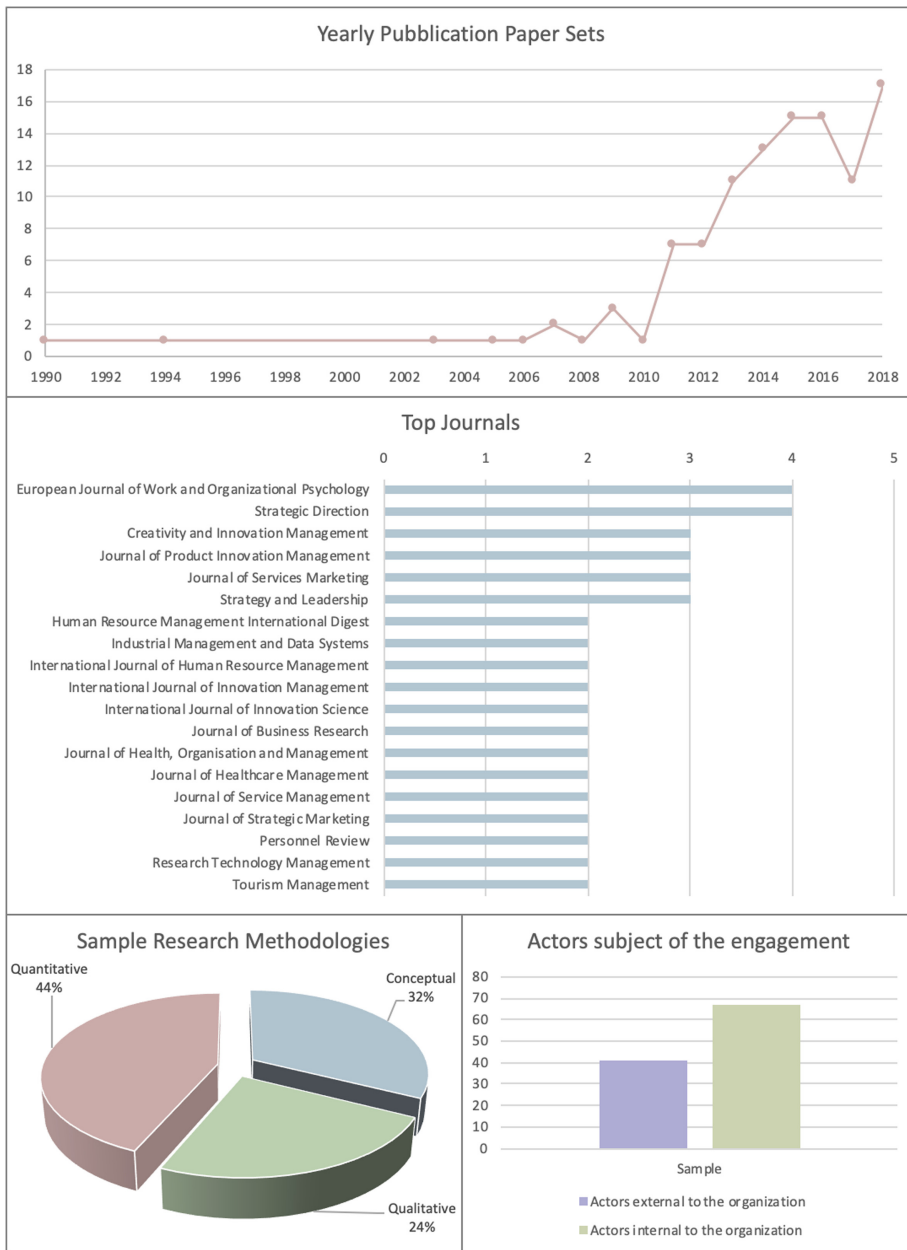 Yearly Pubblication Paper Sets
18
16
14
12
10
8
6
4
2
0
1990 1992 1994 1996 1998 2000 2002 2004 2006 2008 2010 2012 2014 2016 2018
Top Journals
0 1 2 3 4 5
European Journal of Work and Organizational Psychology
Strategic Direction
Creativity and Innovation Management
Journal of Product Innovation Management
Journal of Services Marketing
Strategy and Leadership
Human Resource Management International Digest
Industrial Management and Data Systems
International Journal of Human Resource Management
International Journal of Innovation Management
International Journal of Innovation Science
Journal of Business Research
Journal of Health, Organisation and Management
Journal of Healthcare Management
Journal of Service Management
Journal of Strategic Marketing
Personnel Review
Research Technology Management
Tourism Management
Sample Research Methodologies
Quantitative
44%
Conceptual
32%
Qualitative
24%
Actors subject of the engagement
80
70
60
50
40
30
20
10
0
Sample
Actors external to the organization
Actors internal to the organization